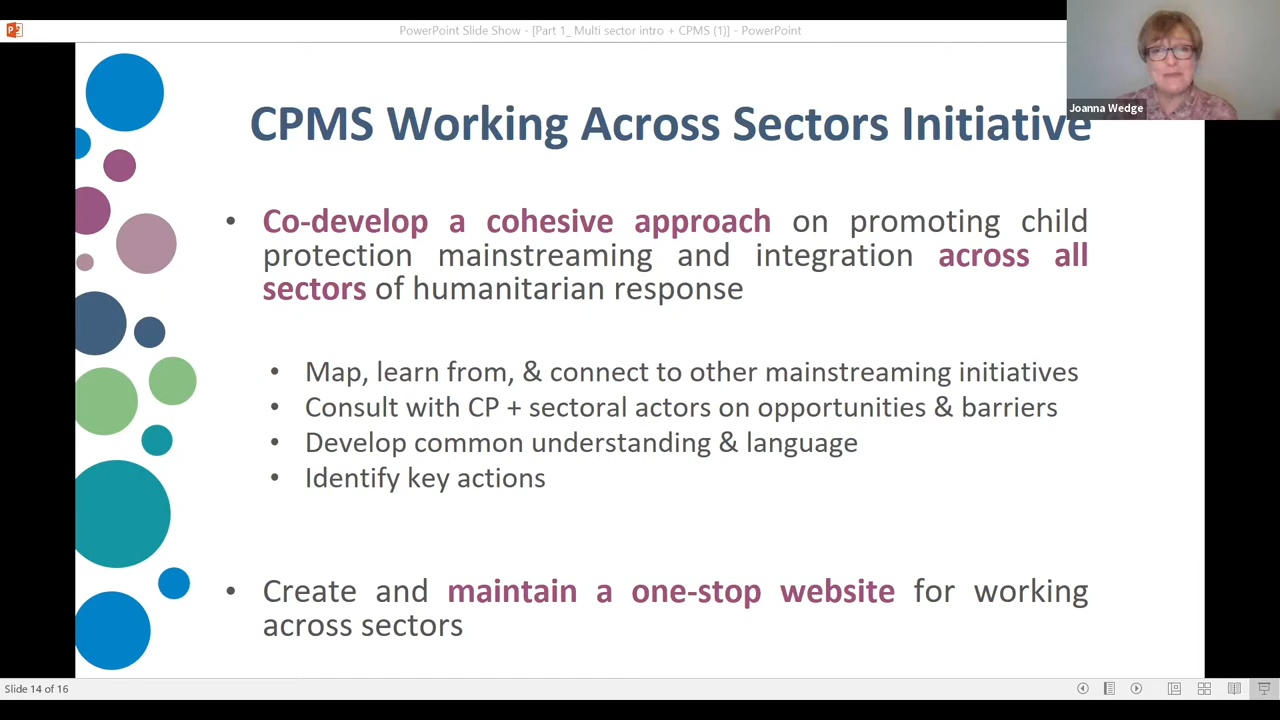 PowerPoint Slide Show - [Part 1_ Multi sector intro + CPMS (1)] - PowerPoint
Joanna Wedge
CPMS Working Across Sectors Initiative
• Co-develop a cohesive approach on promoting child
protection mainstreaming and integration across all
sectors of humanitarian response
• Map, learn from, & connect to other mainstreaming initiatives
• Consult with CP + sectoral actors on opportunities & barriers
• Develop common understanding & language
• Identify key actions
• Create and maintain a one-stop website for working
across sectors
Slide 14 of 16